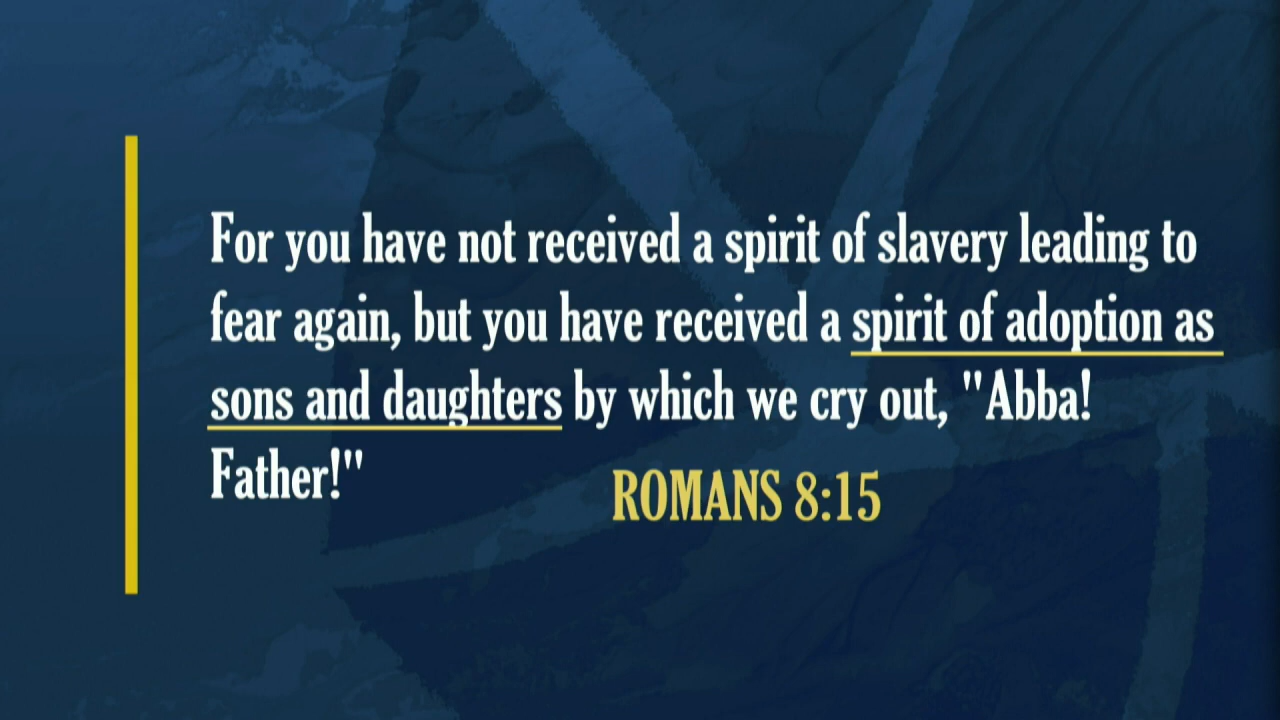 For you have not received a spirit of slavery leading to
fear again, but you have received a spirit of adoption as
sons and daughters by which we cry out, "Abba!
Father!"
ROMANS 8:15